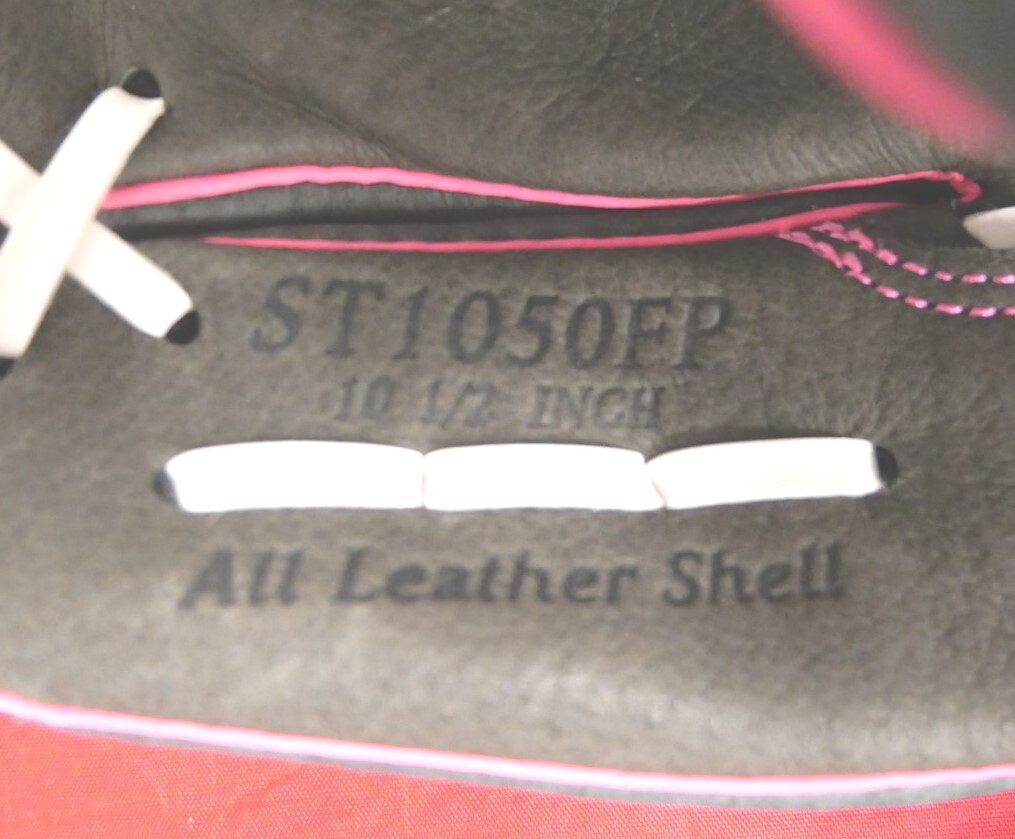 ST1050FP
10 1/2 INCH
All Leather Shell